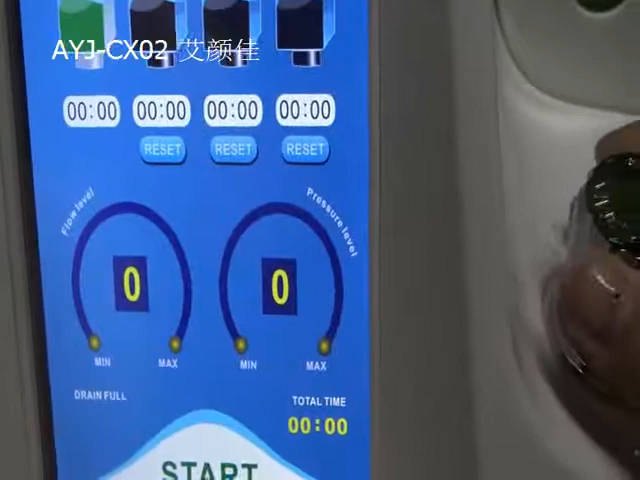 AYJ-CX02 艾颜佳
00:00 00:00 00:00 00:00
RESET RESET RESET
Flow level Pressure level
0 0
MIN MAX MIN MAX
DRAIN FULL TOTAL TIME
00:00
START